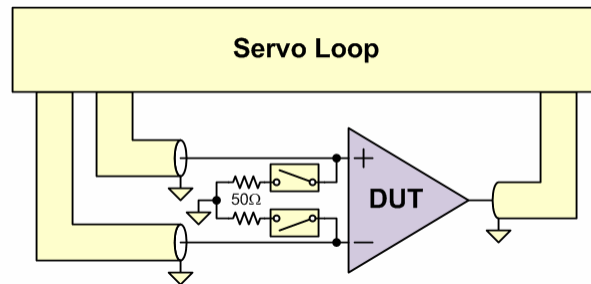 Servo Loop
+
50Ω
DUT
−